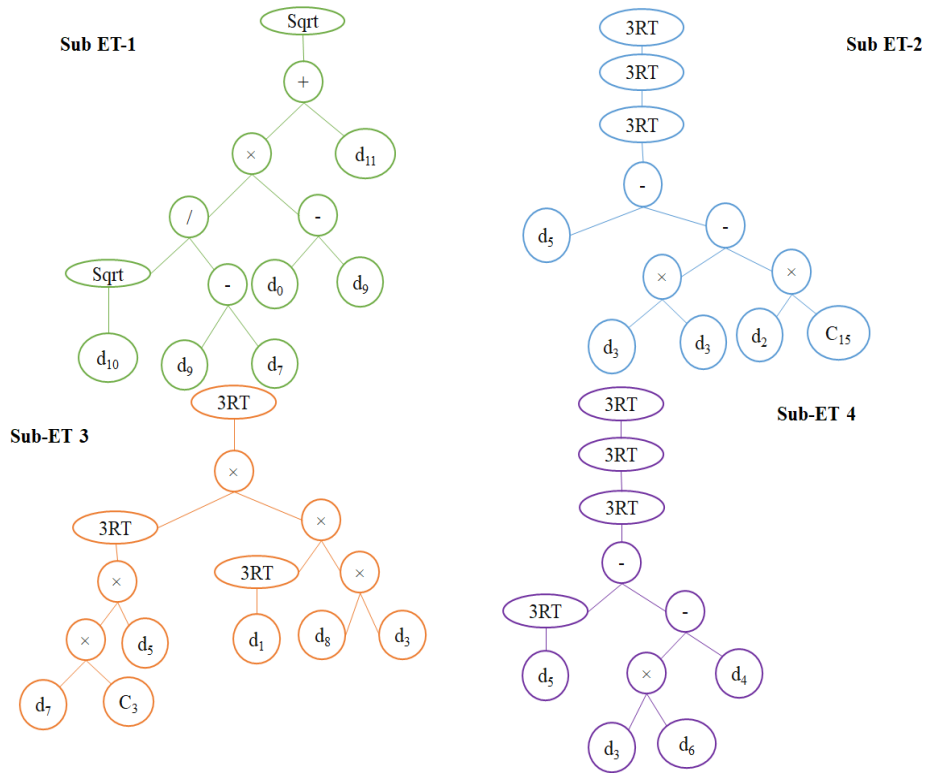 Sub ET-1
Sqrt
+
×
d₁₁
/
-
Sqrt
-
d₀
d₉
d₁₀
d₉
d₇
Sub ET-2
3RT
3RT
3RT
-
d₅
-
×
×
d₃
d₃
d₂
C₁₅
Sub-ET 3
3RT
×
3RT
×
×
3RT
×
×
d₅
d₁
d₈
d₃
d₇
C₃
Sub-ET 4
3RT
3RT
3RT
-
3RT
-
d₅
×
d₄
d₃
d₆